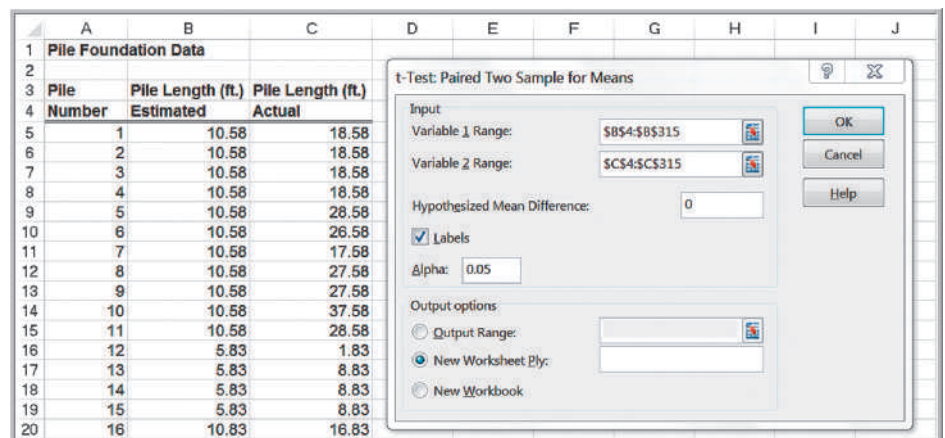 A B C D E F G H I J
1 Pile Foundation Data
2
3 Pile Pile Length (ft.) Pile Length (ft.)
4 Number Estimated Actual
5 1 10.58 18.58
6 2 10.58 18.58
7 3 10.58 18.58
8 4 10.58 18.58
9 5 10.58 28.58
10 6 10.58 26.58
11 7 10.58 17.58
12 8 10.58 27.58
13 9 10.58 27.58
14 10 10.58 37.58
15 11 10.58 28.58
16 12 5.83 1.83
17 13 5.83 8.83
18 14 5.83 8.83
19 15 5.83 8.83
20 16 10.83 16.83
t-Test: Paired Two Sample for Means
Input
Variable 1 Range: $B$4:$B$315
Variable 2 Range: $C$4:$C$315
Hypothesized Mean Difference: 0
Labels
Alpha: 0.05
Output options
Output Range:
New Worksheet Ply:
New Workbook
OK
Cancel
Help